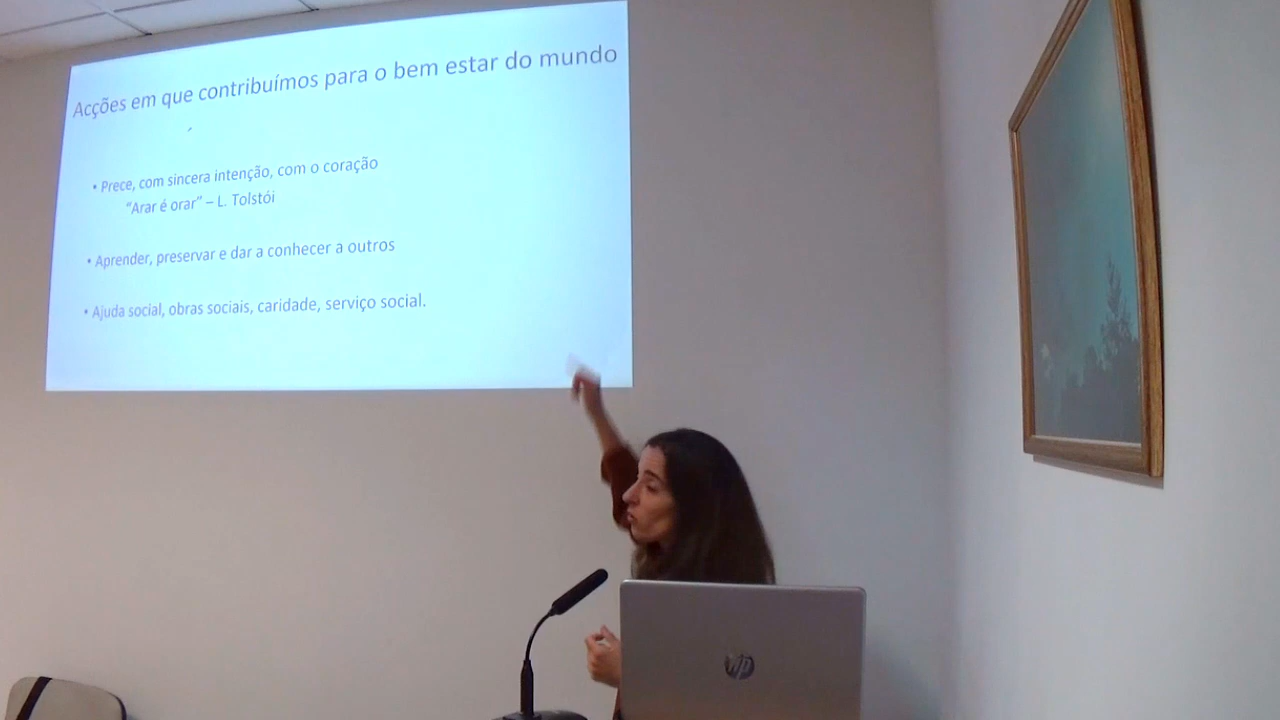 Acções em que contribuímos para o bem estar do mundo
• Prece, com sincera intenção, com o coração
“Arar é orar” – L. Tolstói
• Aprender, preservar e dar a conhecer a outros
• Ajuda social, obras sociais, caridade, serviço social.
hp